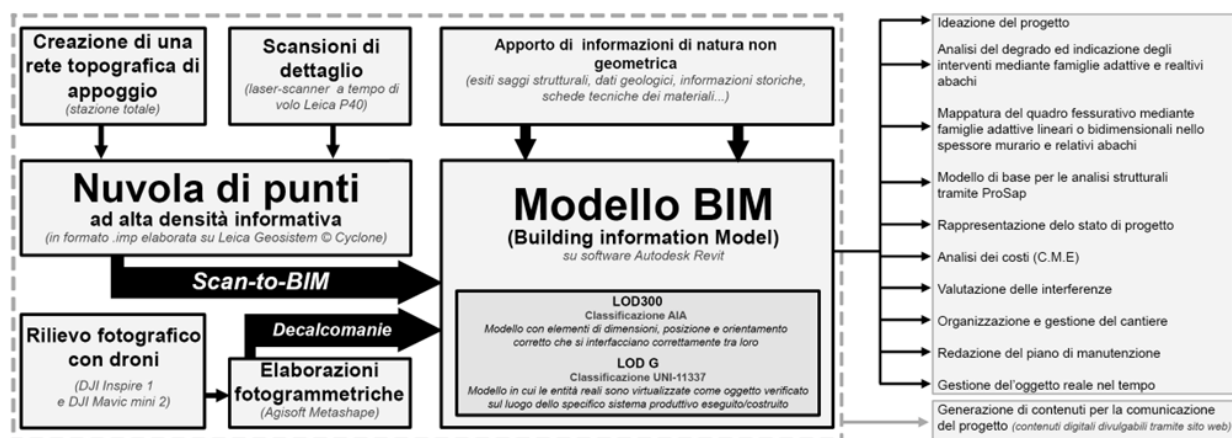 Creazione di una
rete topografica di
appoggio
(stazione totale)
Scansioni di
dettaglio
(laser-scanner a tempo di
volo Leica P40)
Apporto di informazioni di natura non
geometrica
(esiti saggi strutturali, dati geologici, informazioni storiche,
schede tecniche dei materiali...)
Nuvola di punti
ad alta densità informativa
(in formato .imp elaborata su Leica Geosistem © Cyclone)
Scan-to-BIM
Rilievo fotografico
con droni
(DJI Inspire 1
e DJI Mavic mini 2)
Decalcomanie
Elaborazioni
fotogrammetriche
(Agisoft Metashape)
Modello BIM
(Building information Model)
su software Autodesk Revit
LOD300
Classificazione AIA
Modello con elementi di dimensioni, posizione e orientamento
corretto che si interfacciano correttamente tra loro
LOD G
Classificazione UNI-11337
Modello in cui le entità reali sono virtualizzate come oggetto verificato
sul luogo dello specifico sistema produttivo eseguito/costruito
Ideazione del progetto
Analisi del degrado ed indicazione degli
interventi mediante famiglie adattive e realtivi
abachi
Mappatura del quadro fessurativo mediante
famiglie adattive lineari o bidimensionali nello
spessore murario e relativi abachi
Modello di base per le analisi strutturali
tramite ProSap
Rappresentazione delo stato di progetto
Analisi dei costi (C.M.E)
Valutazione delle interferenze
Organizzazione e gestione del cantiere
Redazione del piano di manutenzione
Gestione del'oggetto reale nel tempo
Generazione di contenuti per la comunicazione
del progetto (contenuti digitali divulgabili tramite sito web)